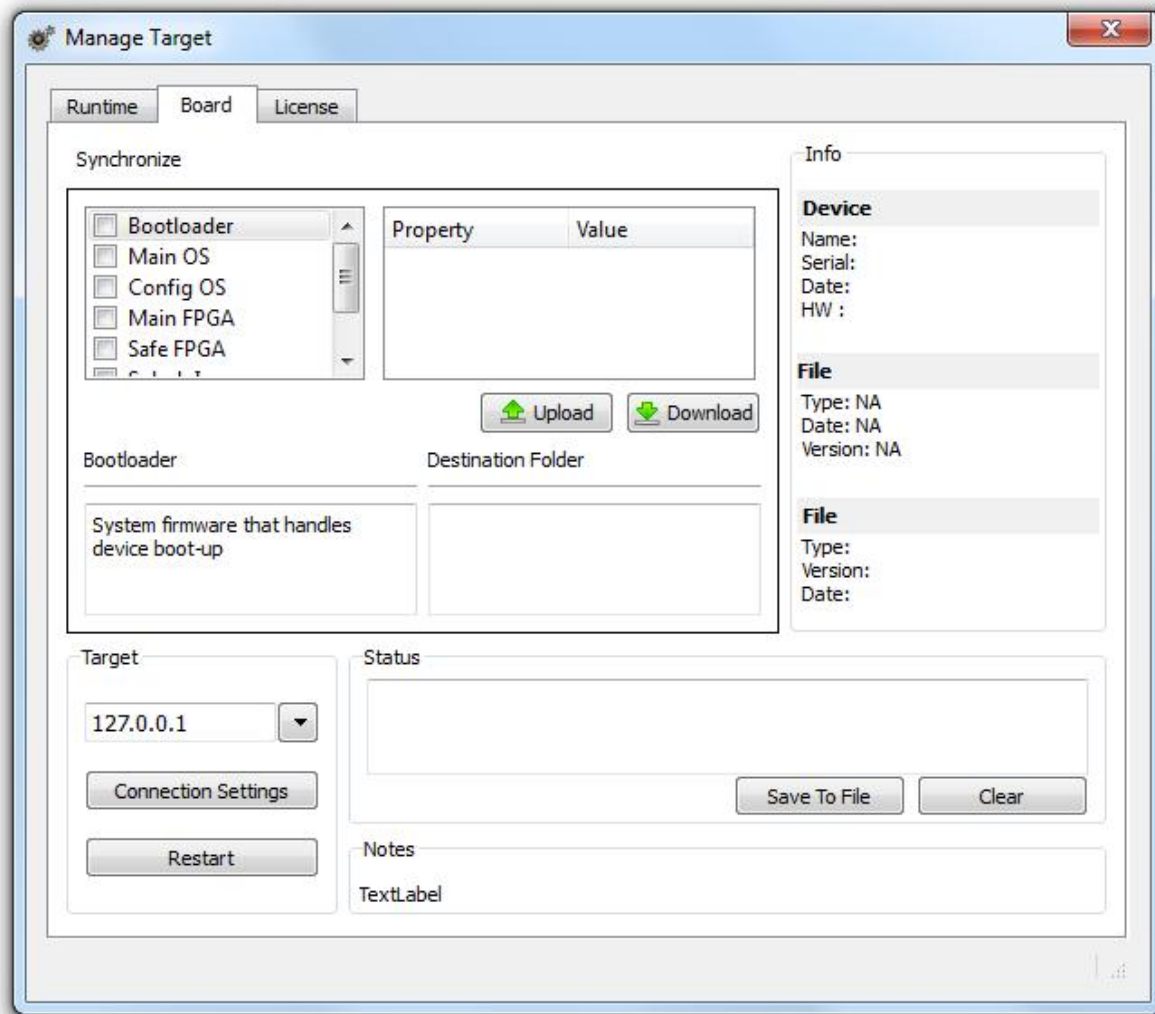 Manage Target
Runtime
Board
License
Synchronize
Bootloader
Main OS
Config OS
Main FPGA
Safe FPGA
Property
Value
Upload
Download
Bootloader
Destination Folder
System firmware that handles
device boot-up
Info
Device
Name:
Serial:
Date:
HW :
File
Type: NA
Date: NA
Version: NA
File
Type:
Version:
Date:
Target
127.0.0.1
Connection Settings
Restart
Status
Save To File
Clear
Notes
TextLabel